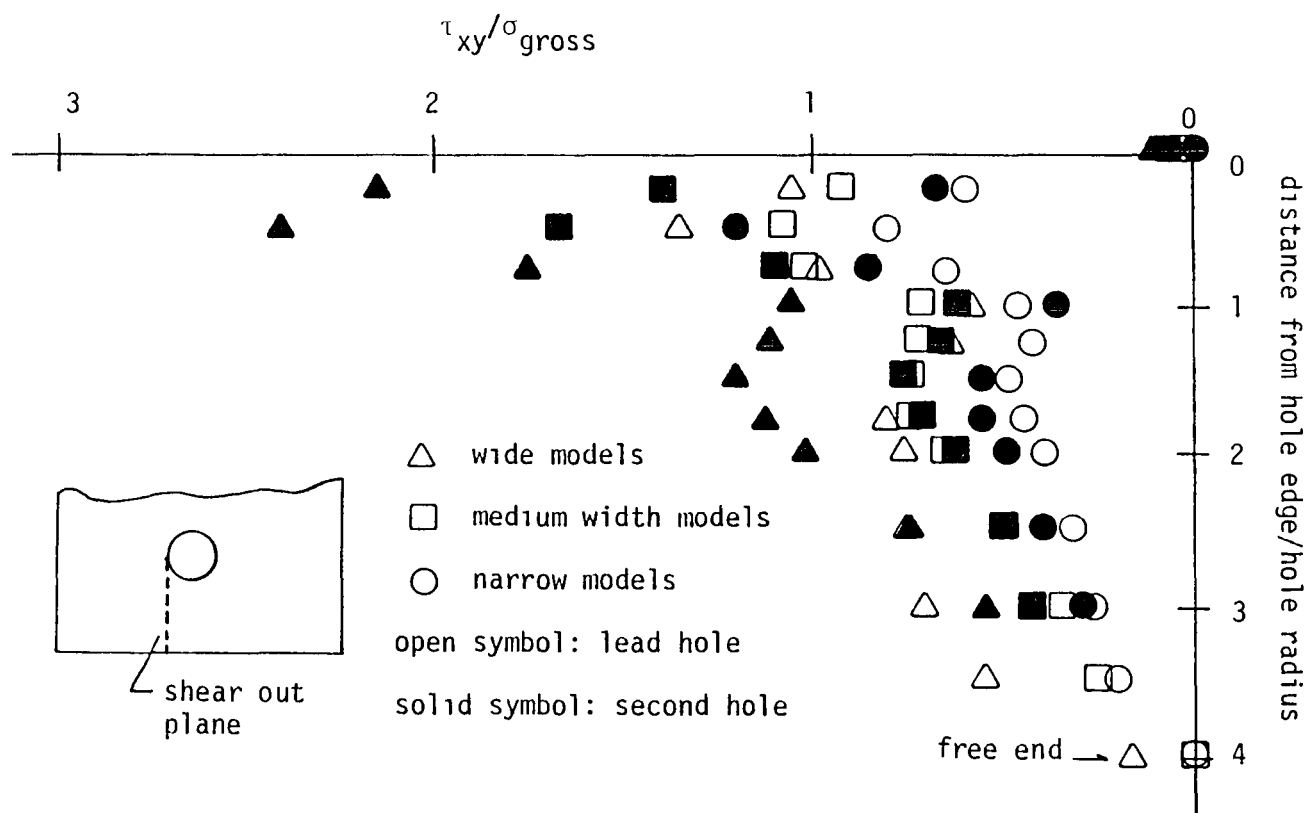 τxy/σgross
3 2 1 0
0
1
2
3
4
distance from hole edge/hole radius
wide models
medium width models
narrow models
open symbol: lead hole
solid symbol: second hole
shear out
plane
free end